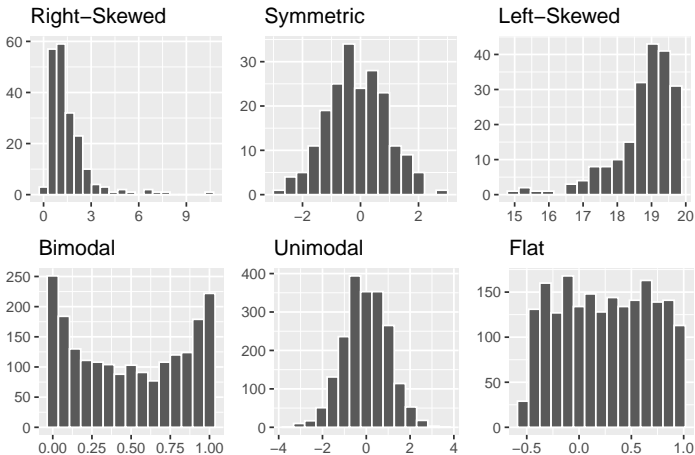 Right−Skewed
Symmetric
Left−Skewed
60
40
20
0
0 3 6 9
30
20
10
0
−2 0 2
40
30
20
10
0
15 16 17 18 19 20
Bimodal
Unimodal
Flat
250
200
150
100
50
0
0.00 0.25 0.50 0.75 1.00
400
300
200
100
0
−4 −2 0 2 4
150
100
50
0
−0.5 0.0 0.5 1.0